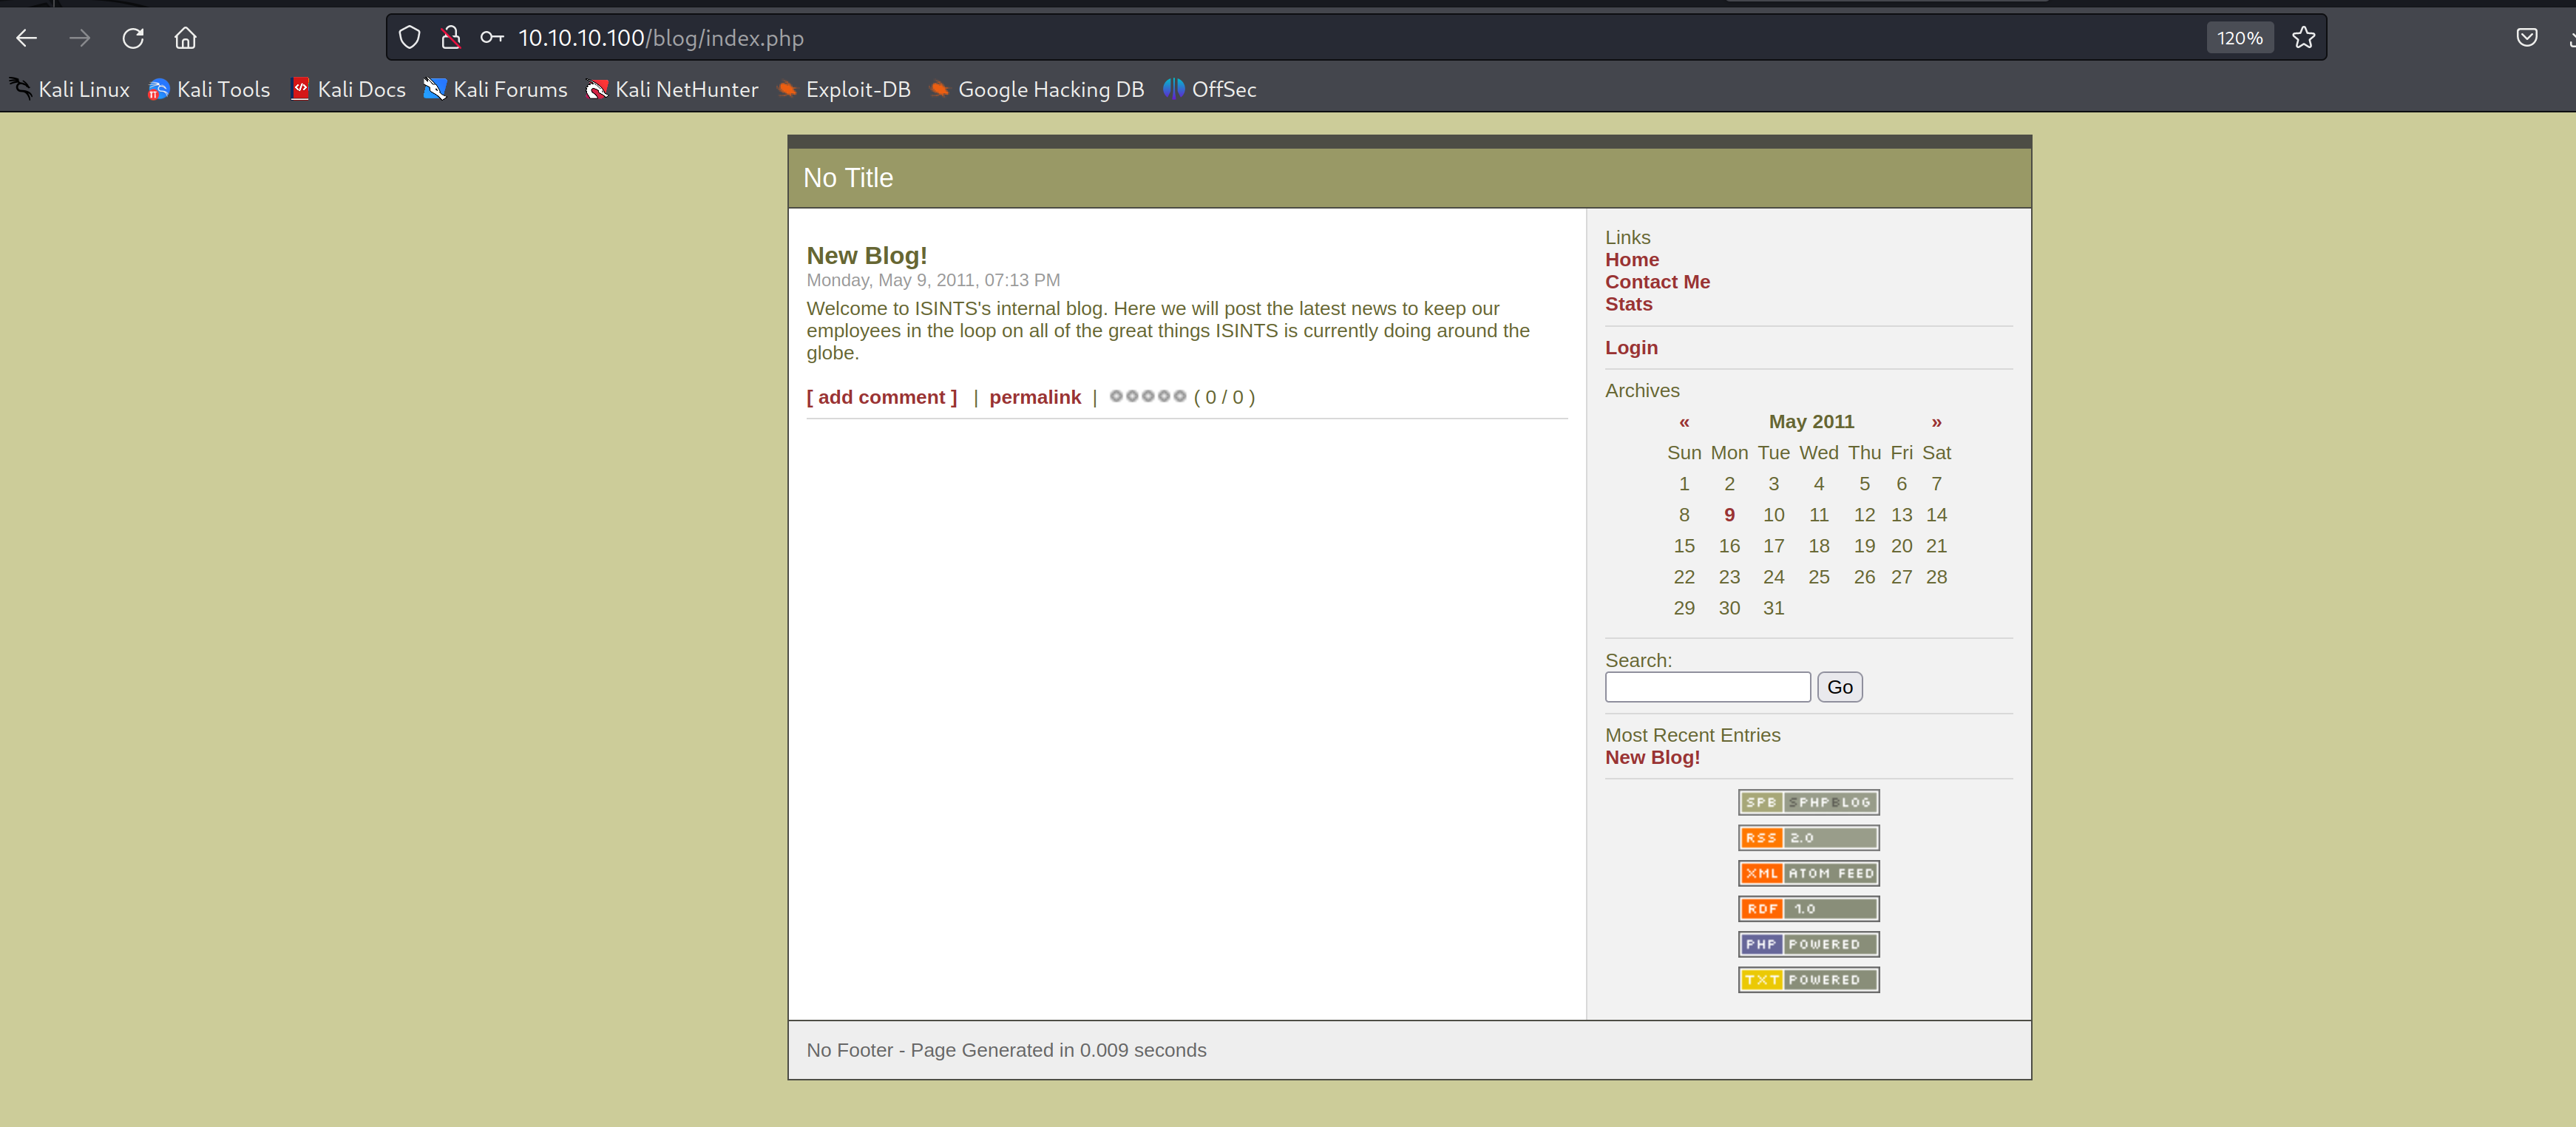 10.10.10.100/blog/index.php
120%
Kali Linux Kali Tools Kali Docs Kali Forums Kali NetHunter Exploit-DB Google Hacking DB OffSec
No Title
New Blog!
Monday, May 9, 2011, 07:13 PM
Welcome to ISINTS's internal blog. Here we will post the latest news to keep our
employees in the loop on all of the great things ISINTS is currently doing around the
globe.
[ add comment ] | permalink | ( 0 / 0 )
Links
Home
Contact Me
Stats
Login
Archives
« May 2011 »
Sun Mon Tue Wed Thu Fri Sat
1 2 3 4 5 6 7
8 9 10 11 12 13 14
15 16 17 18 19 20 21
22 23 24 25 26 27 28
29 30 31
Search:
Go
Most Recent Entries
New Blog!
SPB SPHPBLOG
RSS 2.0
XML ATOM FEED
RDF 1.0
PHP POWERED
TXT POWERED
No Footer - Page Generated in 0.009 seconds